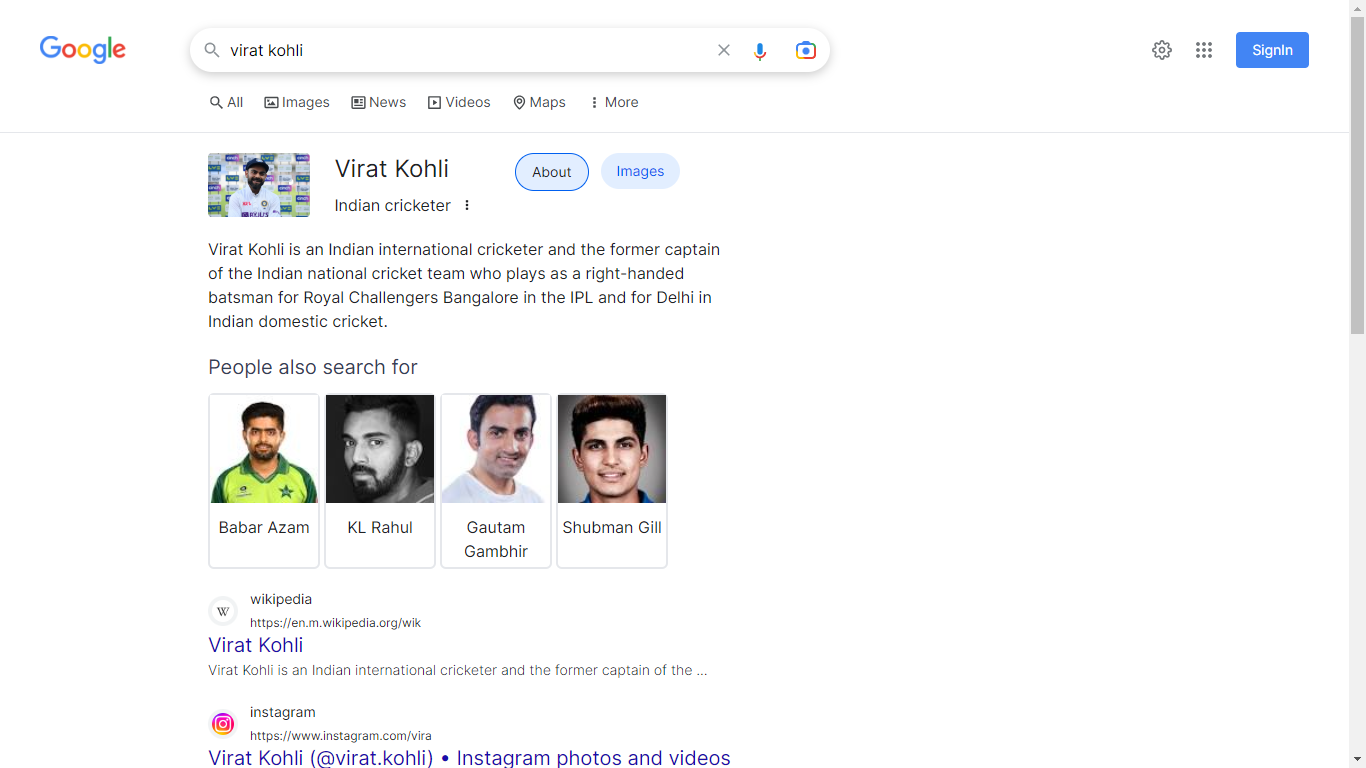 Google
virat kohli
SignIn
All Images News Videos Maps More
Virat Kohli
About Images
Indian cricketer
Virat Kohli is an Indian international cricketer and the former captain
of the Indian national cricket team who plays as a right-handed
batsman for Royal Challengers Bangalore in the IPL and for Delhi in
Indian domestic cricket.
People also search for
Babar Azam
KL Rahul
Gautam
Gambhir
Shubman Gill
W
wikipedia
https://en.m.wikipedia.org/wik
Virat Kohli
Virat Kohli is an Indian international cricketer and the former captain of the ...
instagram
https://www.instagram.com/vira
Virat Kohli (@virat.kohli) • Instagram photos and videos